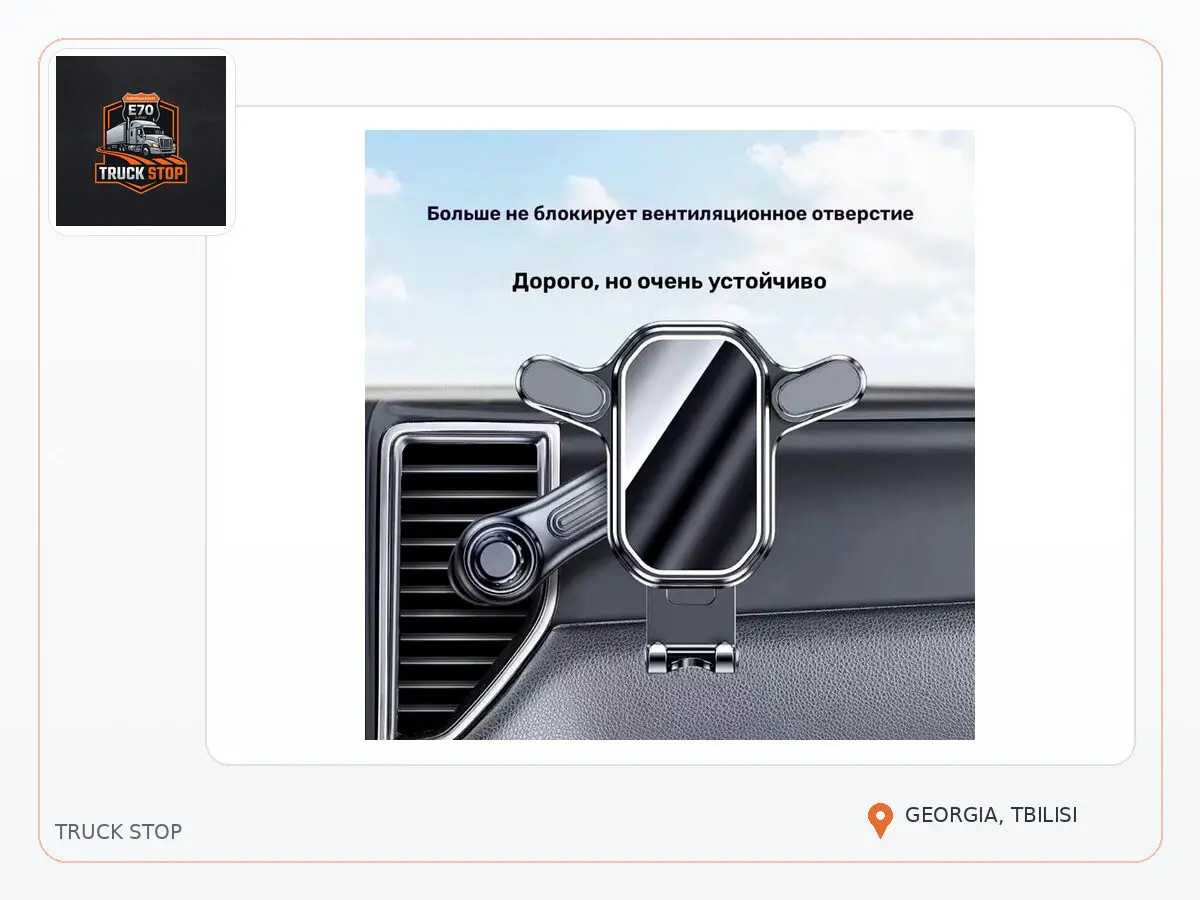 E70
TRUCK STOP
Больше не блокирует вентиляционное отверстие
Дорого, но очень устойчиво
TRUCK STOP
GEORGIA, TBILISI